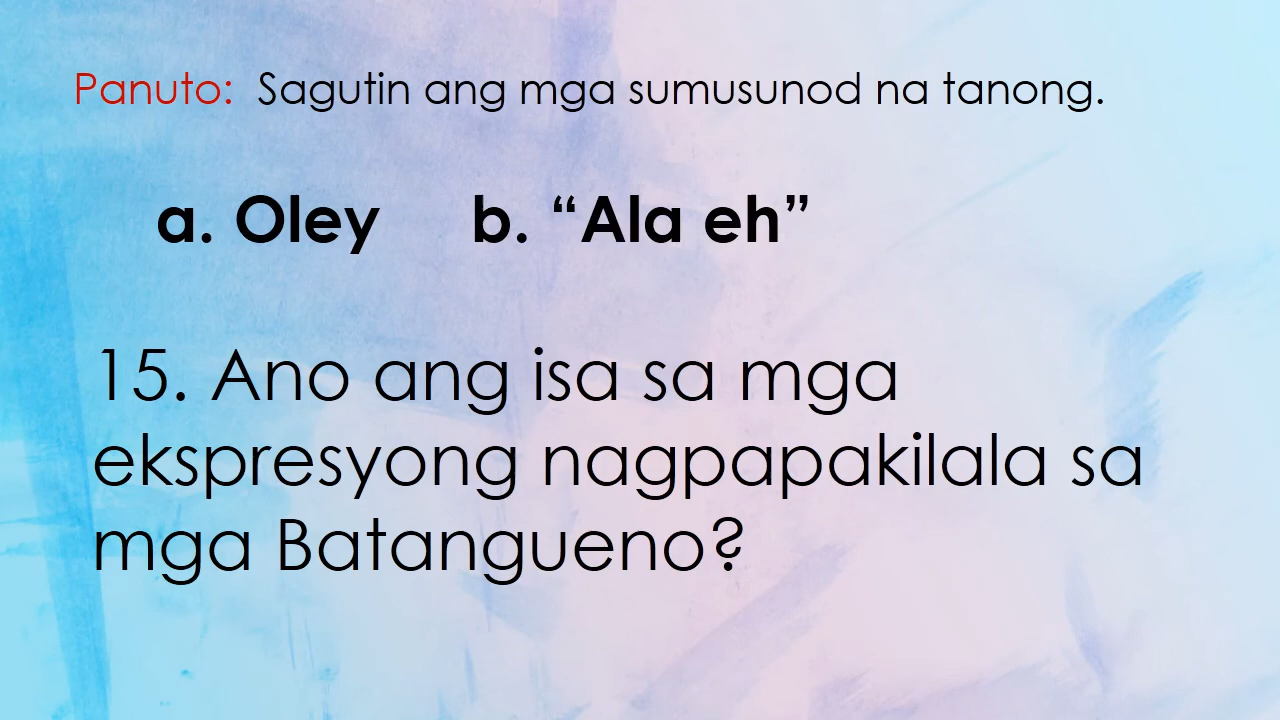 Panuto: Sagutin ang mga sumusunod na tanong.
a. Oley b. “Ala eh”
15. Ano ang isa sa mga
ekspresyong nagpapakilala sa
mga Batangueno?